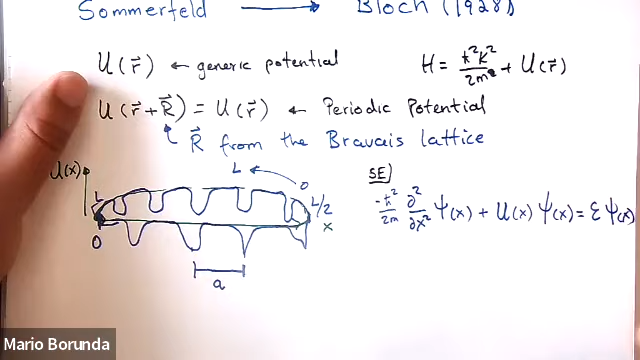 Sommerfeld → Bloch (1928)
U(r⃗) ← generic potential
H = ħ²k²/2m + U(r⃗)
U(r⃗+R⃗) = U(r⃗) ← Periodic Potential
R⃗ from the Bravais lattice
U(x)
L
L ←
0
L/2
x
0
a
SE)
-ħ²/2m ∂²/∂x² Ψ(x) + U(x) Ψ(x) = ε Ψ(x)
Mario Borunda